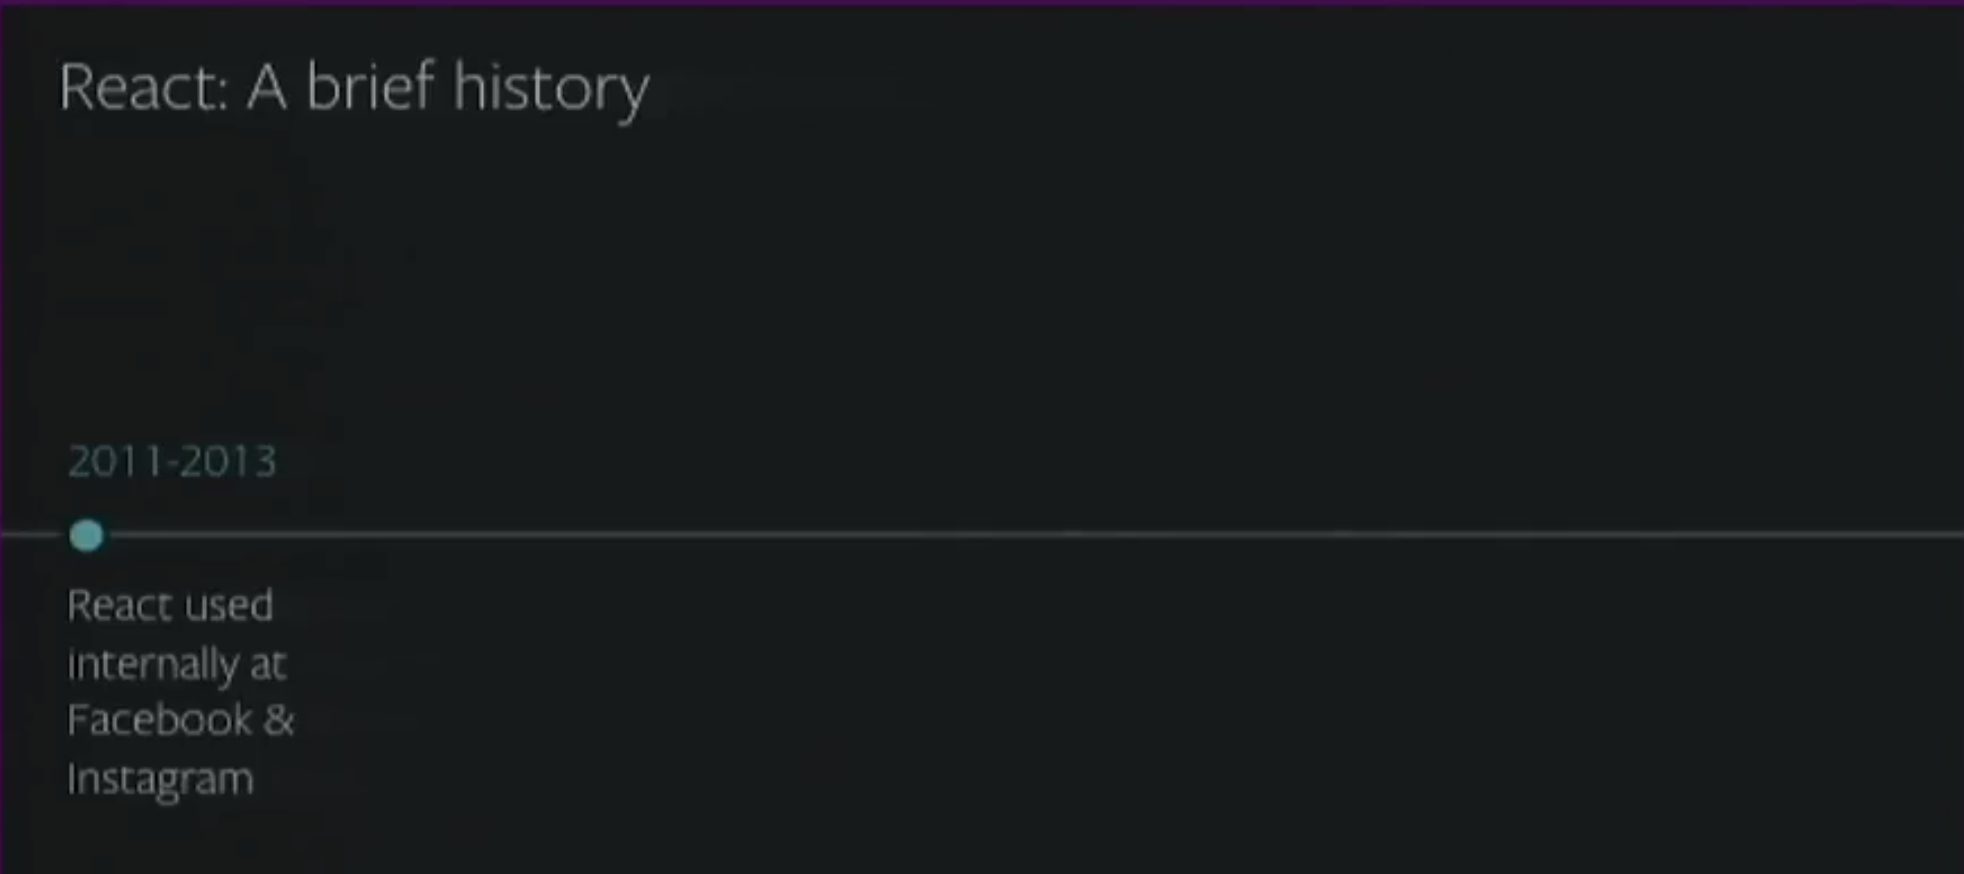 React: A brief history
2011-2013
React used
internally at
Facebook &
Instagram